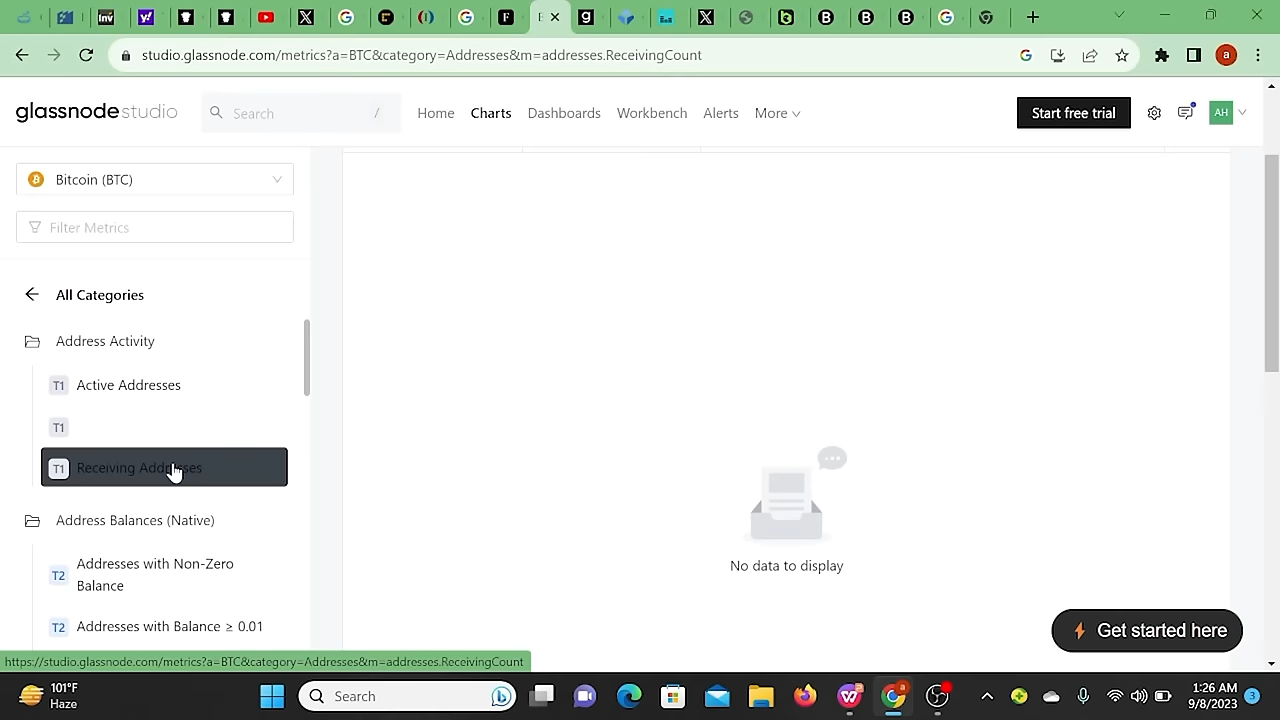 studio.glassnode.com/metrics?a=BTC&category=Addresses&m=addresses.ReceivingCount
a
glassnode studio
Search
/
Home
Charts
Dashboards
Workbench
Alerts
More
Start free trial
AH
Bitcoin (BTC)
Filter Metrics
All Categories
Address Activity
T1 Active Addresses
T1
T1 Receiving Addresses
Address Balances (Native)
T2 Addresses with Non-Zero
Balance
T2 Addresses with Balance ≥ 0.01
No data to display
Get started here
https://studio.glassnode.com/metrics?a=BTC&category=Addresses&m=addresses.ReceivingCount
101°F
Haze
Search
1:26 AM
9/8/2023
3